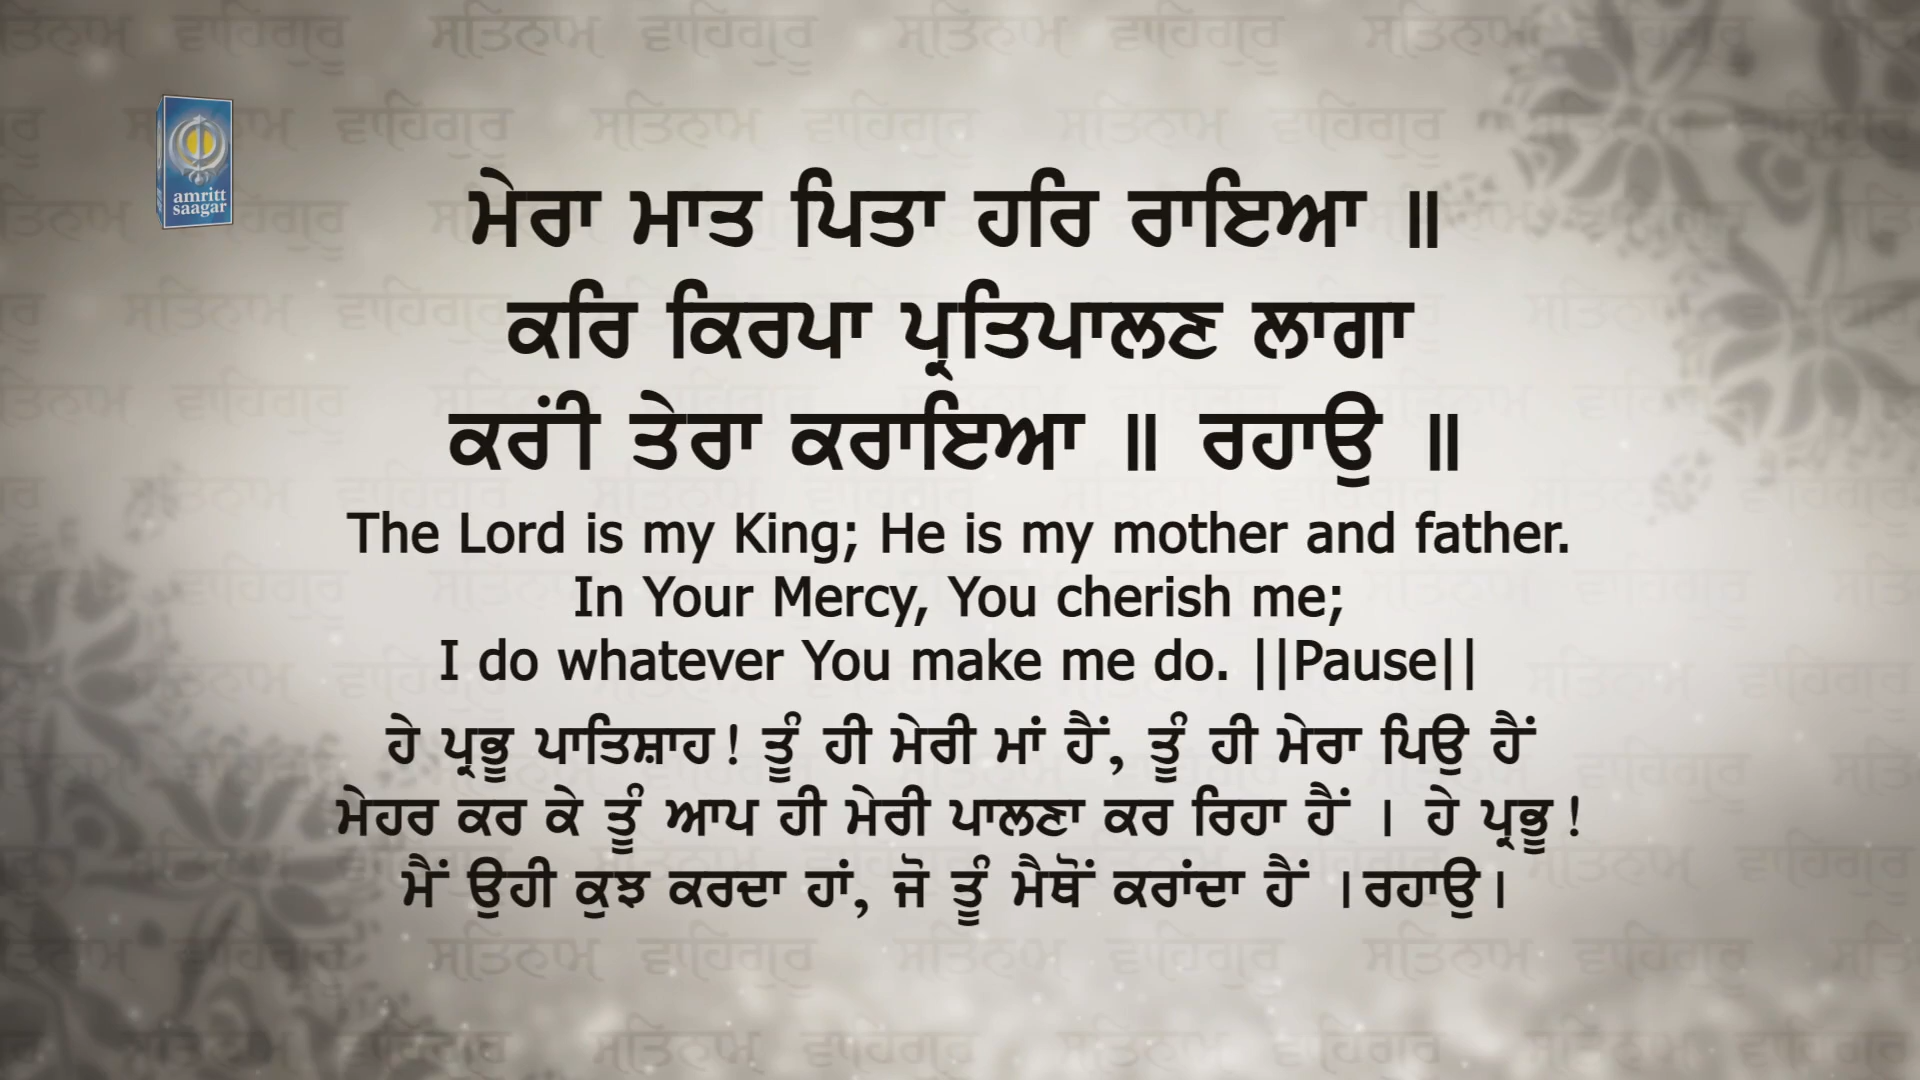 amritt
saagar
ਮੇਰਾ ਮਾਤ ਪਿਤਾ ਹਰਿ ਰਾਇਆ ॥
ਕਰਿ ਕਿਰਪਾ ਪ੍ਰਤਿਪਾਲਣ ਲਾਗਾ
ਕਰਂੀ ਤੇਰਾ ਕਰਾਇਆ ॥ ਰਹਾਉ ॥
The Lord is my King; He is my mother and father.
In Your Mercy, You cherish me;
I do whatever You make me do. ||Pause||
ਹੇ ਪ੍ਰਭੂ ਪਾਤਿਸ਼ਾਹ! ਤੂੰ ਹੀ ਮੇਰੀ ਮਾਂ ਹੈਂ, ਤੂੰ ਹੀ ਮੇਰਾ ਪਿਉ ਹੈਂ
ਮੇਹਰ ਕਰ ਕੇ ਤੂੰ ਆਪ ਹੀ ਮੇਰੀ ਪਾਲਣਾ ਕਰ ਰਿਹਾ ਹੈਂ । ਹੇ ਪ੍ਰਭੂ !
ਮੈਂ ਉਹੀ ਕੁਝ ਕਰਦਾ ਹਾਂ, ਜੋ ਤੂੰ ਮੈਥੋਂ ਕਰਾਂਦਾ ਹੈਂ ।ਰਹਾਉ।